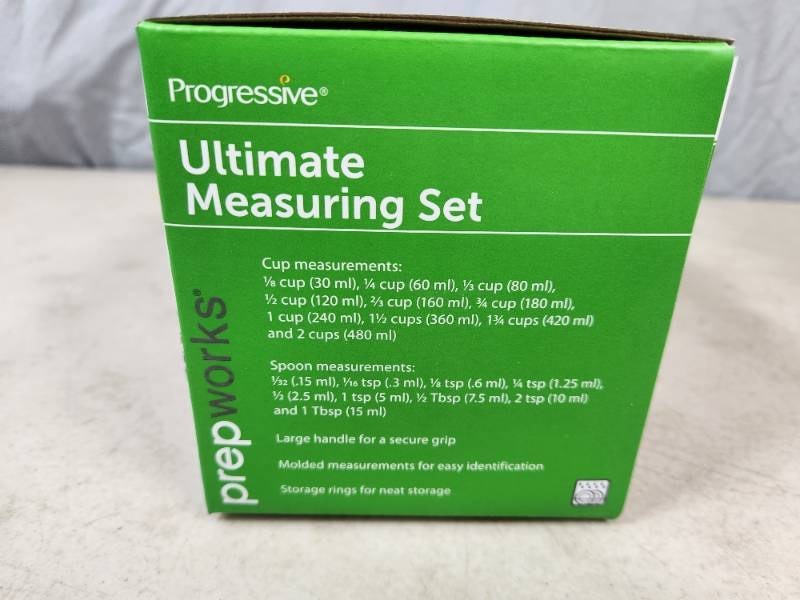 Progressive®
Ultimate
Measuring Set
prepworks®
Cup measurements:
⅛ cup (30 ml), ¼ cup (60 ml), ⅓ cup (80 ml),
½ cup (120 ml), ⅔ cup (160 ml), ¾ cup (180 ml),
1 cup (240 ml), 1½ cups (360 ml), 1¾ cups (420 ml)
and 2 cups (480 ml)
Spoon measurements:
1/32 (.15 ml), 1/16 tsp (.3 ml), ⅛ tsp (.6 ml), ¼ tsp (1.25 ml),
½ (2.5 ml), 1 tsp (5 ml), ½ Tbsp (7.5 ml), 2 tsp (10 ml)
and 1 Tbsp (15 ml)
Large handle for a secure grip
Molded measurements for easy identification
Storage rings for neat storage